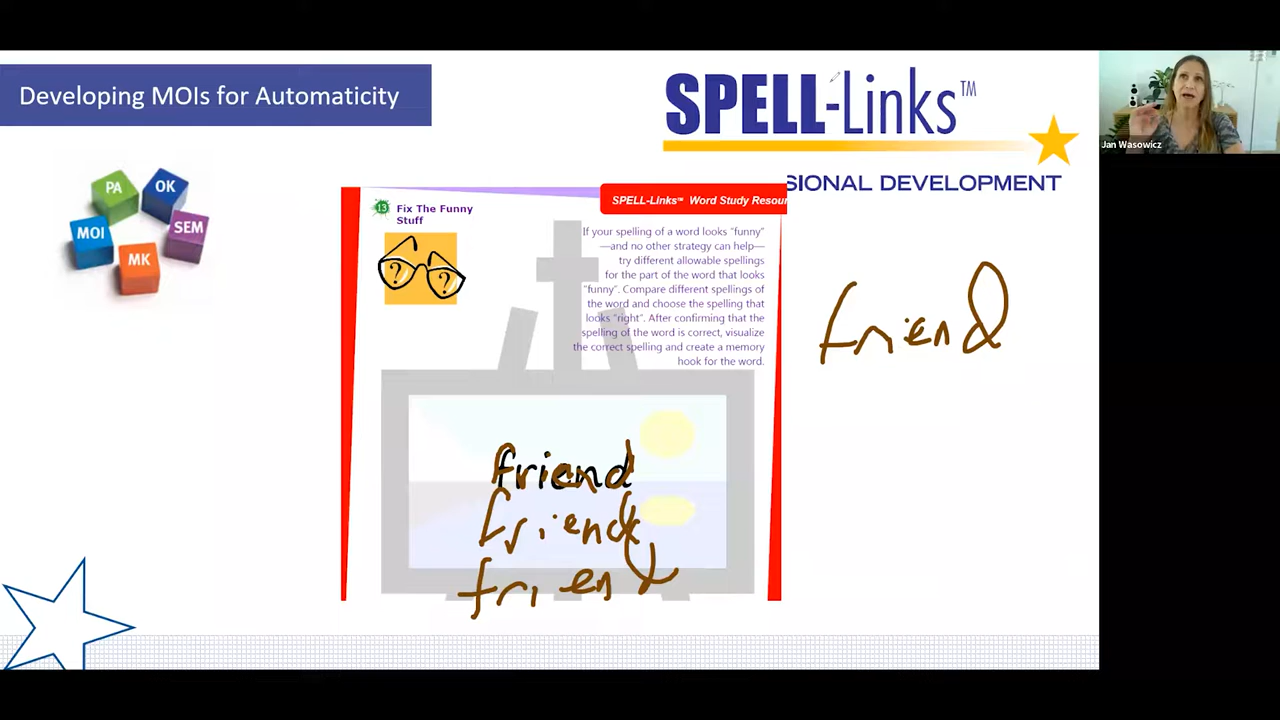 Developing MOIs for Automaticity
SPELL-Links™
SIONAL DEVELOPMENT
Jan Wasowicz
PA
OK
MOI
SEM
MK
13 Fix The Funny
Stuff
SPELL-Links™ Word Study Resour
If your spelling of a word looks "funny"
—and no other strategy can help—
try different allowable spellings
for the part of the word that looks
"funny". Compare different spellings of
the word and choose the spelling that
looks "right". After confirming that the
spelling of the word is correct, visualize
the correct spelling and create a memory
hook for the word.
? ?
friend
friend
friend
friend